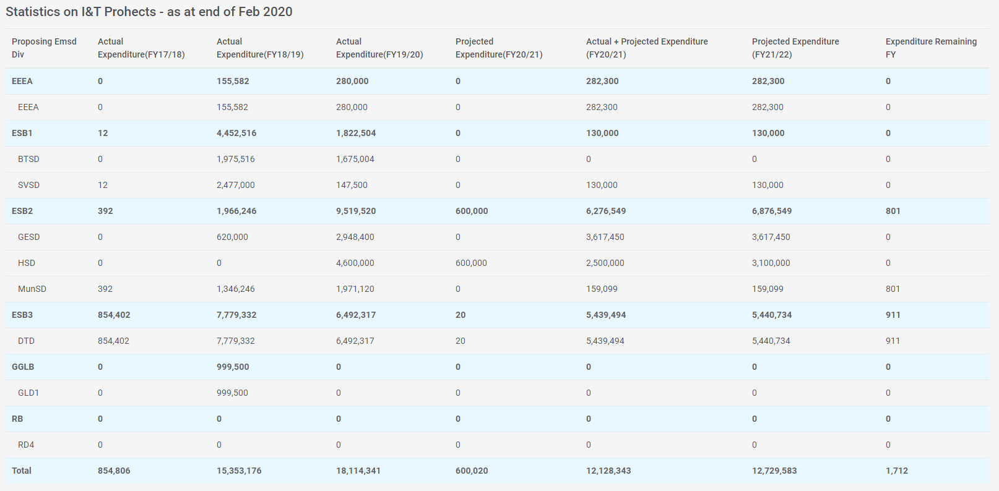 Statistics on I&T Prohects - as at end of Feb 2020
Proposing Emsd Div Actual Expenditure(FY17/18) Actual Expenditure(FY18/19) Actual Expenditure(FY19/20) Projected Expenditure(FY20/21) Actual + Projected Expenditure (FY20/21) Projected Expenditure (FY21/22) Expenditure Remaining FY
EEEA 0 155,582 280,000 0 282,300 282,300 0
EEEA 0 155,582 280,000 0 282,300 282,300 0
ESB1 12 4,452,516 1,822,504 0 130,000 130,000 0
BTSD 0 1,975,516 1,675,004 0 0 0 0
SVSD 12 2,477,000 147,500 0 130,000 130,000 0
ESB2 392 1,966,246 9,519,520 600,000 6,276,549 6,876,549 801
GESD 0 620,000 2,948,400 0 3,617,450 3,617,450 0
HSD 0 0 4,600,000 600,000 2,500,000 3,100,000 0
MunSD 392 1,346,246 1,971,120 0 159,099 159,099 801
ESB3 854,402 7,779,332 6,492,317 20 5,439,494 5,440,734 911
DTD 854,402 7,779,332 6,492,317 20 5,439,494 5,440,734 911
GGLB 0 999,500 0 0 0 0 0
GLD1 0 999,500 0 0 0 0 0
RB 0 0 0 0 0 0 0
RD4 0 0 0 0 0 0 0
Total 854,806 15,353,176 18,114,341 600,020 12,128,343 12,729,583 1,712